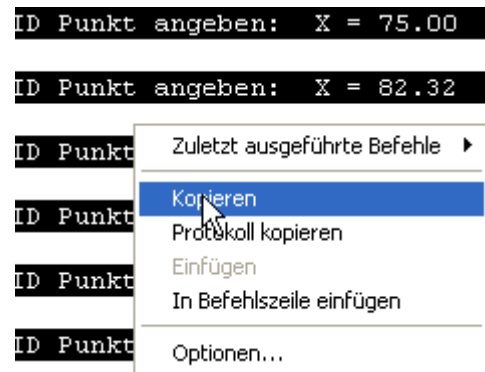 ID Punkt angeben: X = 75.00
ID Punkt angeben: X = 82.32
ID Punkt
Zuletzt ausgeführte Befehle
Kopieren
ID Punkt
Protokoll kopieren
Einfügen
ID Punkt
In Befehlszeile einfügen
ID Punkt
Optionen...